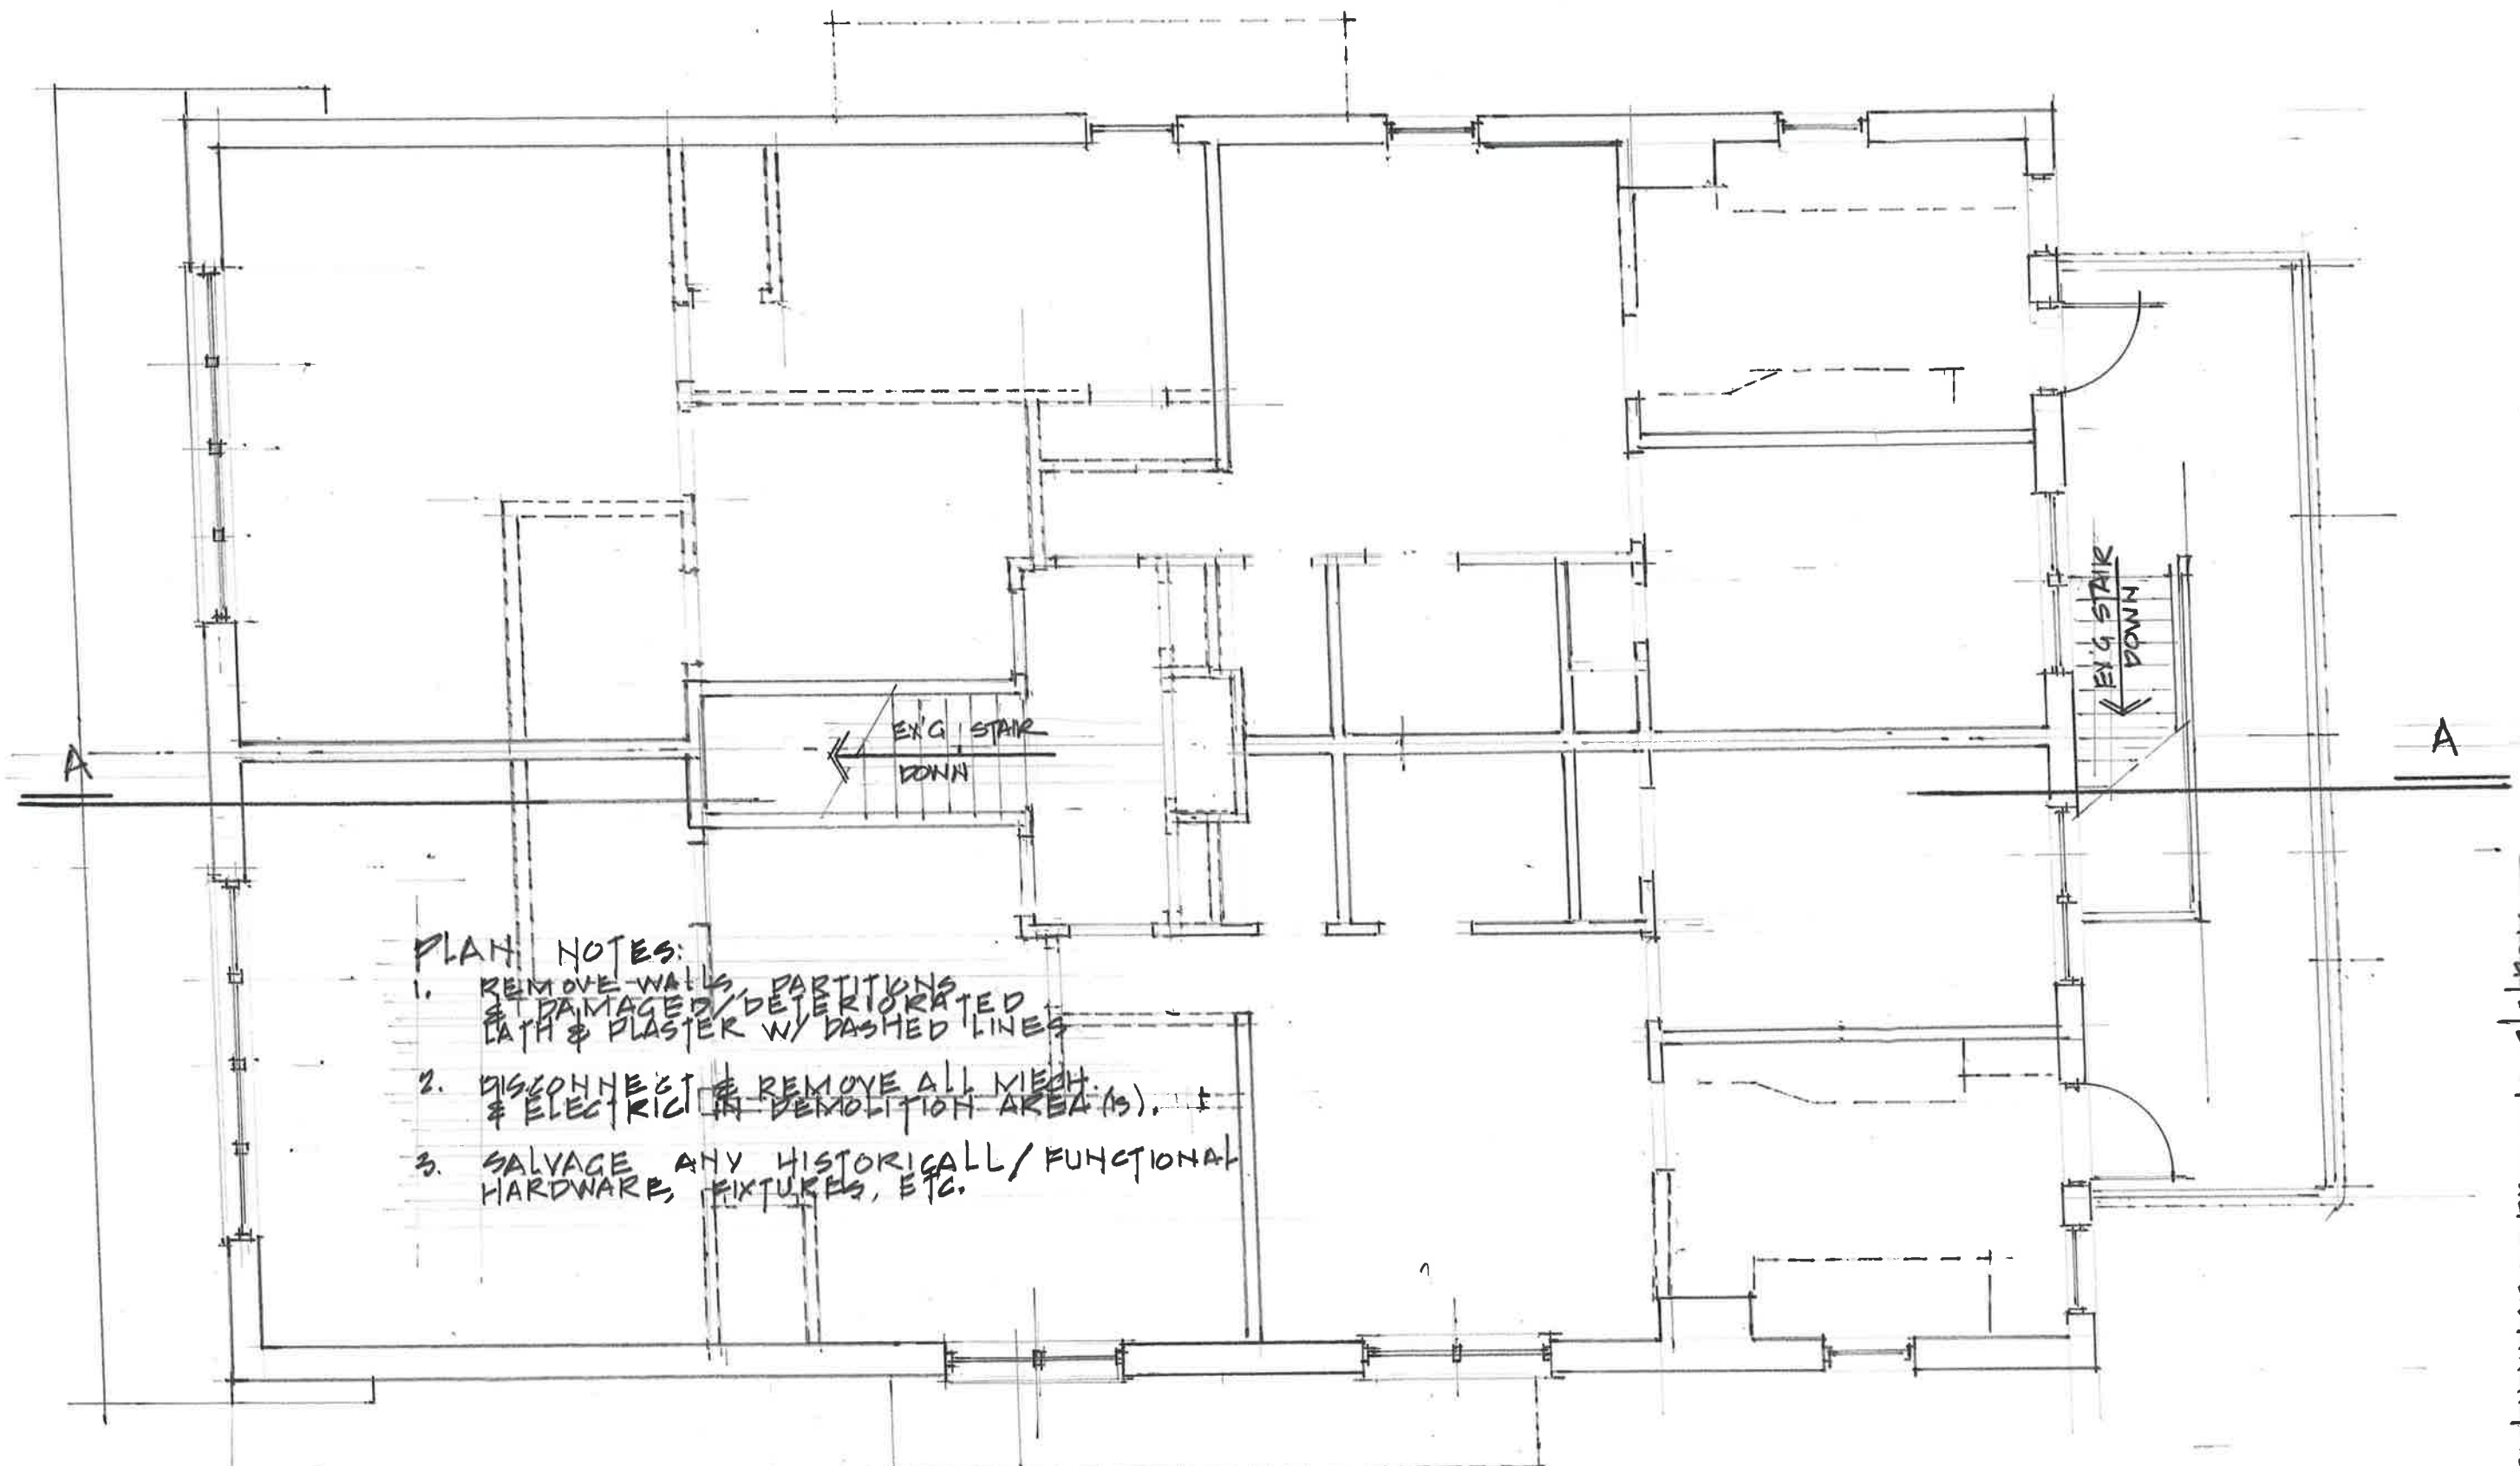 A
A
EX'G STAIR
DOWN
EX'G STAIR
DOWN
PLAN NOTES:
1. REMOVE WALLS, PARTITIONS
& DAMAGED/DETERIORATED
LATH & PLASTER W/ DASHED LINES
2. DISCONNECT & REMOVE ALL MECH.
& ELECTRIC IN DEMOLITION AREA(S).
3. SALVAGE ANY HISTORICALL/FUNCTIONAL
HARDWARE, FIXTURES, ETC.